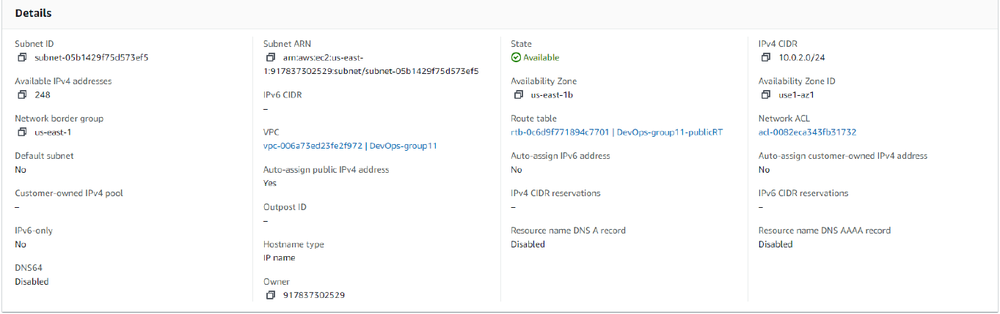 Details
Subnet ID
subnet-05b1429f75d573ef5
Available IPv4 addresses
248
Network border group
us-east-1
Default subnet
No
Customer-owned IPv4 pool
–
IPv6-only
No
DNS64
Disabled
Subnet ARN
arn:aws:ec2:us-east-
1:917837302529:subnet/subnet-05b1429f75d573ef5
IPv6 CIDR
–
VPC
vpc-006a73ed23fe2f972 | DevOps-group11
Auto-assign public IPv4 address
Yes
Outpost ID
–
Hostname type
IP name
Owner
917837302529
State
Available
Availability Zone
us-east-1b
Route table
rtb-0c6d9f771894c7701 | DevOps-group11-publicRT
Auto-assign IPv6 address
No
IPv4 CIDR reservations
–
Resource name DNS A record
Disabled
IPv4 CIDR
10.0.2.0/24
Availability Zone ID
use1-az1
Network ACL
acl-0082eca343fb31732
Auto-assign customer-owned IPv4 address
No
IPv6 CIDR reservations
–
Resource name DNS AAAA record
Disabled